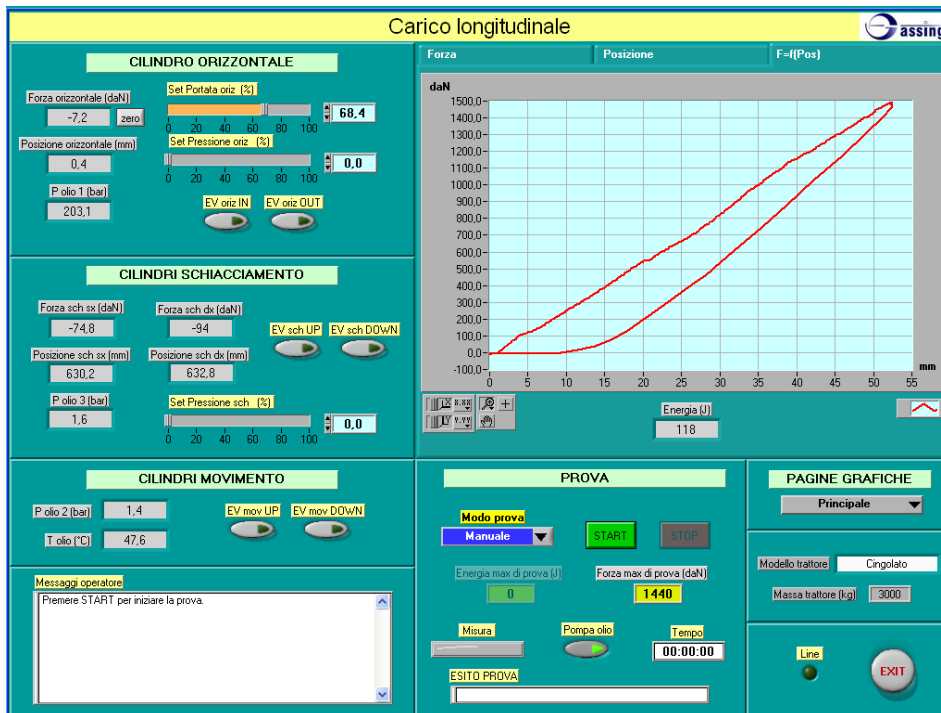 Carico longitudinale
assing
CILINDRO ORIZZONTALE
Forza orizzontale (daN)
-7,2
zero
Set Portata oriz (%)
68,4
0 20 40 60 80 100
Posizione orizzontale (mm)
0,4
Set Pressione oriz (%)
0,0
0 20 40 60 80 100
P olio 1 (bar)
203,1
EV oriz IN
EV oriz OUT
CILINDRI SCHIACCIAMENTO
Forza sch sx (daN)
-74,8
Forza sch dx (daN)
-94
EV sch UP
EV sch DOWN
Posizione sch sx (mm)
630,2
Posizione sch dx (mm)
632,8
P olio 3 (bar)
1,6
Set Pressione sch (%)
0,0
0 20 40 60 80 100
CILINDRI MOVIMENTO
P olio 2 (bar)
1,4
T olio (°C)
47,6
EV mov UP
EV mov DOWN
Messaggi operatore
Premere START per iniziare la prova.
Forza
Posizione
F=f(Pos)
daN
1500,0
1400,0
1300,0
1200,0
1100,0
1000,0
900,0
800,0
700,0
600,0
500,0
400,0
300,0
200,0
100,0
0,0
-100,0
0 5 10 15 20 25 30 35 40 45 50 55
mm
X X.XX
Y Y.YY
Energia (J)
118
PROVA
Modo prova
Manuale
START
STOP
Energia max di prova (J)
0
Forza max di prova (daN)
1440
Misura
Pompa olio
Tempo
00:00:00
ESITO PROVA
PAGINE GRAFICHE
Principale
Modello trattore
Cingolato
Massa trattore (kg)
3000
Line
EXIT